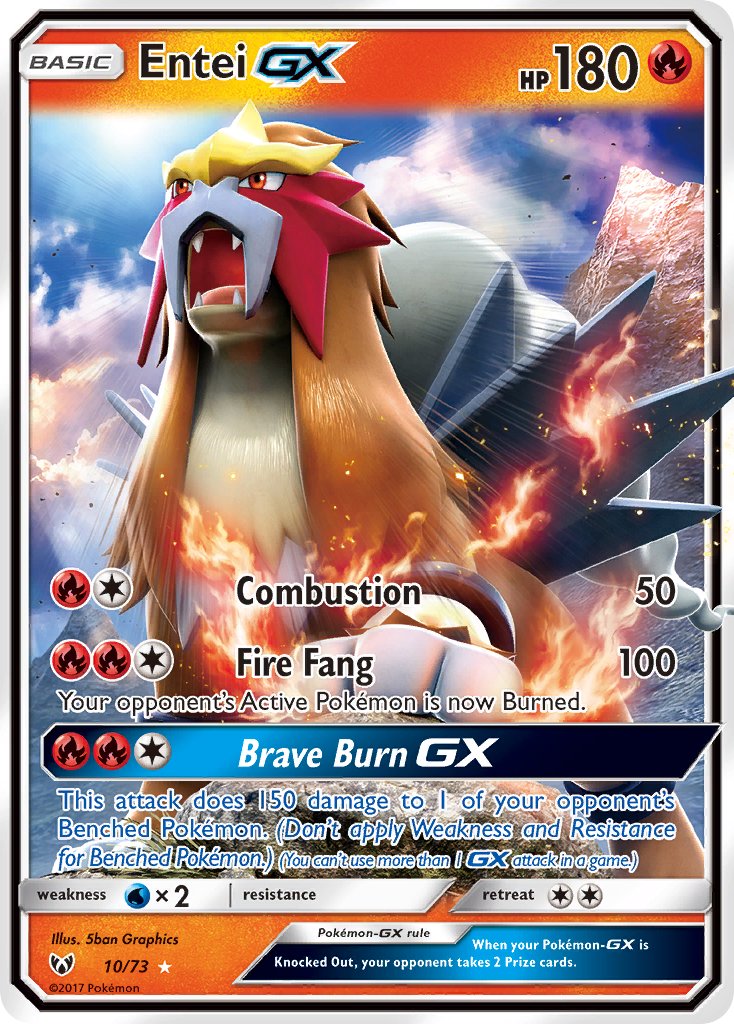 BASIC Entei GX HP 180
Combustion 50
Fire Fang 100
Your opponent's Active Pokémon is now Burned.
Brave Burn GX
This attack does 150 damage to 1 of your opponent's
Benched Pokémon. (Don't apply Weakness and Resistance
for Benched Pokémon.) (You can't use more than 1 GX attack in a game.)
weakness ×2 resistance retreat
Illus. 5ban Graphics
10/73
©2017 Pokémon
Pokémon-GX rule
When your Pokémon-GX is
Knocked Out, your opponent takes 2 Prize cards.